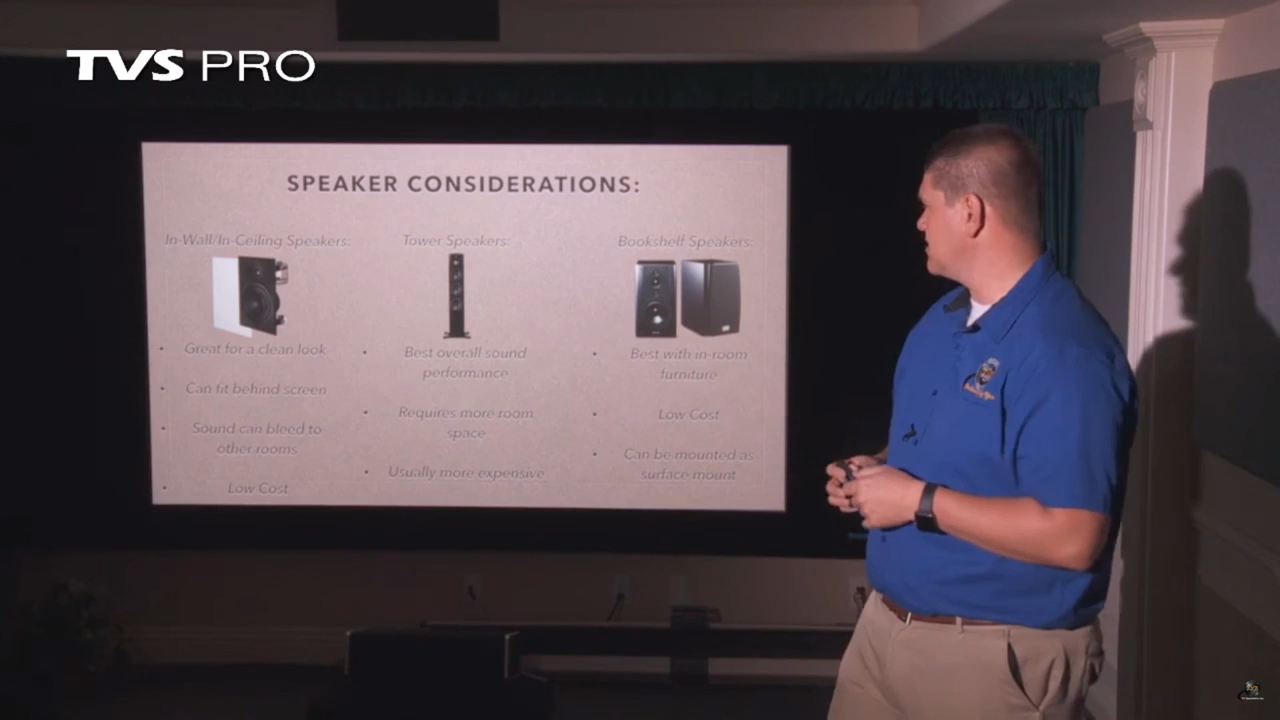 TVS PRO
SPEAKER CONSIDERATIONS:
In-Wall/In-Ceiling Speakers:
• Great for a clean look
• Can fit behind screen
• Sound can bleed to
other rooms
• Low Cost
Tower Speakers:
• Best overall sound
performance
• Requires more room
space
• Usually more expensive
Bookshelf Speakers:
• Best with in-room
furniture
• Low Cost
• Can be mounted as
surface mount